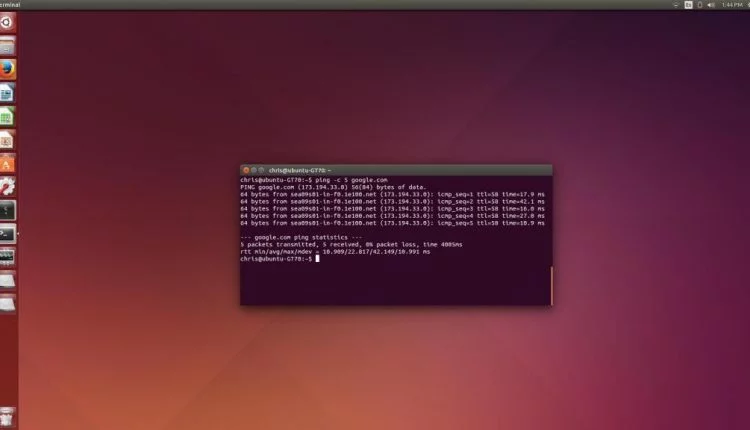 erminal
En
1:44 PM
chris@ubuntu-GT70: ~
chris@ubuntu-GT70:~$ ping -c 5 google.com
PING google.com (173.194.33.0) 56(84) bytes of data.
64 bytes from sea09s01-in-f0.1e100.net (173.194.33.0): icmp_seq=1 ttl=58 time=17.9 ms
64 bytes from sea09s01-in-f0.1e100.net (173.194.33.0): icmp_seq=2 ttl=58 time=42.1 ms
64 bytes from sea09s01-in-f0.1e100.net (173.194.33.0): icmp_seq=3 ttl=58 time=16.0 ms
64 bytes from sea09s01-in-f0.1e100.net (173.194.33.0): icmp_seq=4 ttl=58 time=27.0 ms
64 bytes from sea09s01-in-f0.1e100.net (173.194.33.0): icmp_seq=5 ttl=58 time=10.9 ms
--- google.com ping statistics ---
5 packets transmitted, 5 received, 0% packet loss, time 4005ms
rtt min/avg/max/mdev = 10.909/22.817/42.149/10.991 ms
chris@ubuntu-GT70:~$